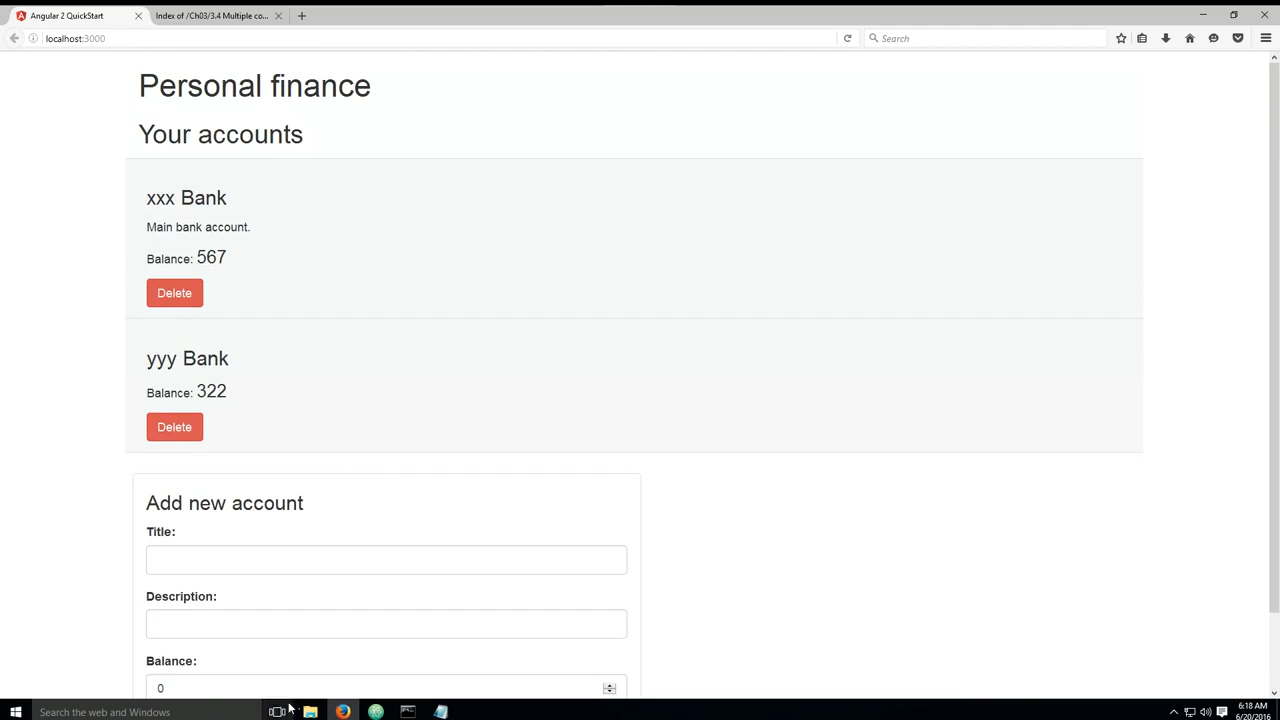 Angular 2 QuickStart
Index of /Ch03/3.4 Multiple co...
localhost:3000
Search
Personal finance
Your accounts
xxx Bank
Main bank account.
Balance: 567
Delete
yyy Bank
Balance: 322
Delete
Add new account
Title:
Description:
Balance:
0
Search the web and Windows
6:18 AM
6/20/2016